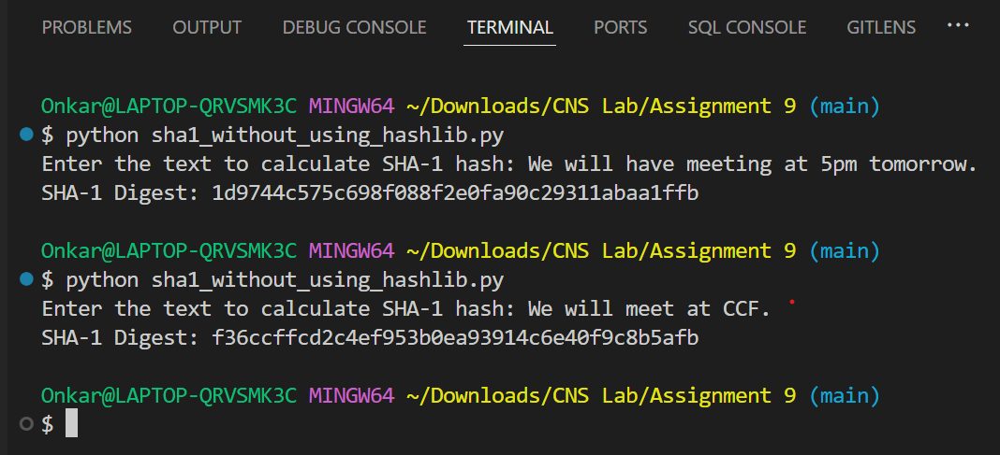 PROBLEMS OUTPUT DEBUG CONSOLE TERMINAL PORTS SQL CONSOLE GITLENS ...
Onkar@LAPTOP-QRVSMK3C MINGW64 ~/Downloads/CNS Lab/Assignment 9 (main)
$ python sha1_without_using_hashlib.py
Enter the text to calculate SHA-1 hash: We will have meeting at 5pm tomorrow.
SHA-1 Digest: 1d9744c575c698f088f2e0fa90c29311abaa1ffb
Onkar@LAPTOP-QRVSMK3C MINGW64 ~/Downloads/CNS Lab/Assignment 9 (main)
$ python sha1_without_using_hashlib.py
Enter the text to calculate SHA-1 hash: We will meet at CCF.
SHA-1 Digest: f36ccffcd2c4ef953b0ea93914c6e40f9c8b5afb
Onkar@LAPTOP-QRVSMK3C MINGW64 ~/Downloads/CNS Lab/Assignment 9 (main)
$